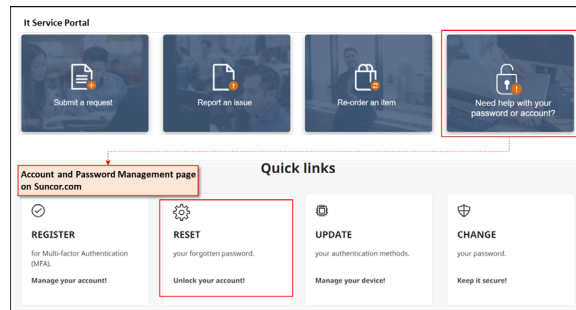 It Service Portal
Submit a request
Report an issue
Re-order an item
Need help with your
password or account?
Account and Password Management page
on Suncor.com
Quick links
REGISTER
for Multi-factor Authentication
(MFA).
Manage your account!
RESET
your forgotten password.
Unlock your account!
UPDATE
your authentication methods.
Manage your device!
CHANGE
your password.
Keep it secure!